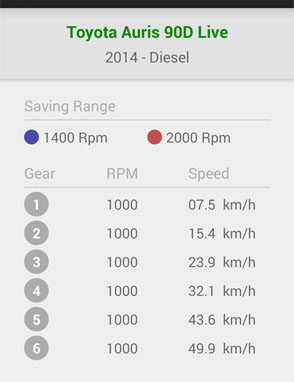 Toyota Auris 90D Live
2014 - Diesel
Saving Range
1400 Rpm 2000 Rpm
Gear RPM Speed
1 1000 07.5 km/h
2 1000 15.4 km/h
3 1000 23.9 km/h
4 1000 32.1 km/h
5 1000 43.6 km/h
6 1000 49.9 km/h